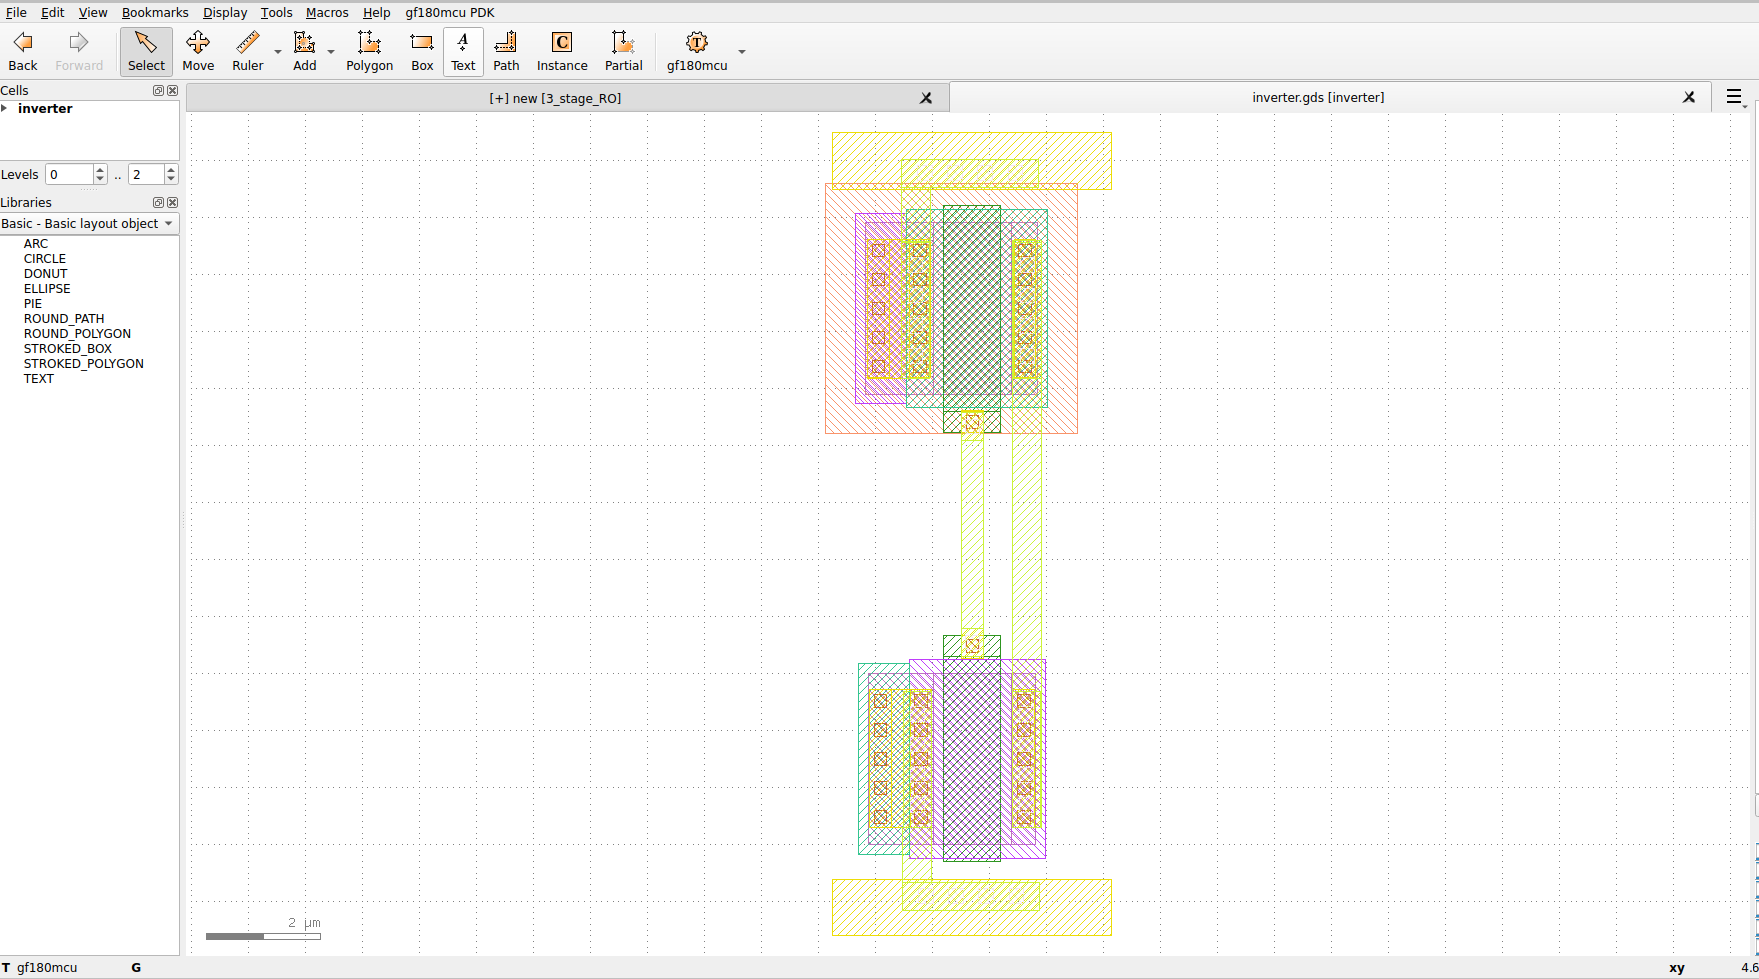 File Edit View Bookmarks Display Tools Macros Help gf180mcu PDK
Back Forward Select Move Ruler Add Polygon Box Text Path Instance Partial gf180mcu
Cells
[+] new [3_stage_RO] inverter.gds [inverter]
inverter
Levels 0 .. 2
Libraries
Basic - Basic layout object
ARC
CIRCLE
DONUT
ELLIPSE
PIE
ROUND_PATH
ROUND_POLYGON
STROKED_BOX
STROKED_POLYGON
TEXT
2 µm
T gf180mcu G xy 4.6